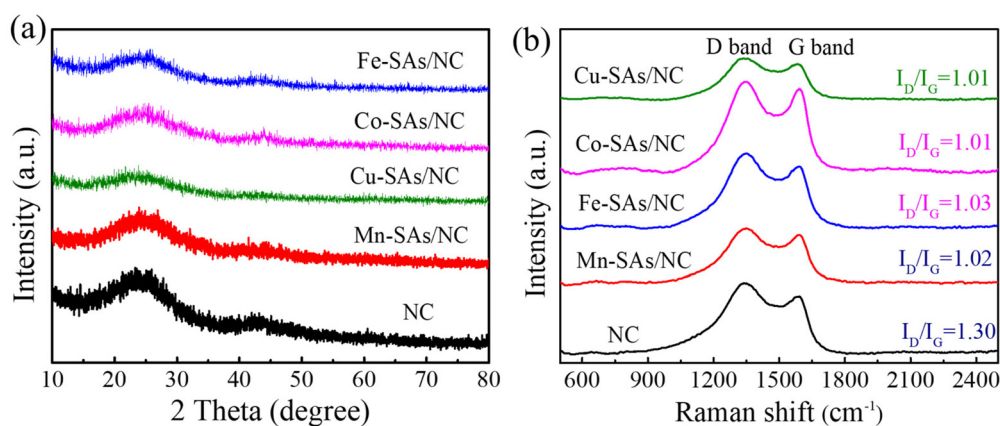 (a)
Fe-SAs/NC
Co-SAs/NC
Cu-SAs/NC
Mn-SAs/NC
NC
Intensity (a.u.)
10 20 30 40 50 60 70 80
2 Theta (degree)
(b)
D band G band
Cu-SAs/NC I_D/I_G=1.01
Co-SAs/NC I_D/I_G=1.01
Fe-SAs/NC I_D/I_G=1.03
Mn-SAs/NC I_D/I_G=1.02
NC I_D/I_G=1.30
Intensity (a.u.)
600 900 1200 1500 1800 2100 2400
Raman shift (cm⁻¹)